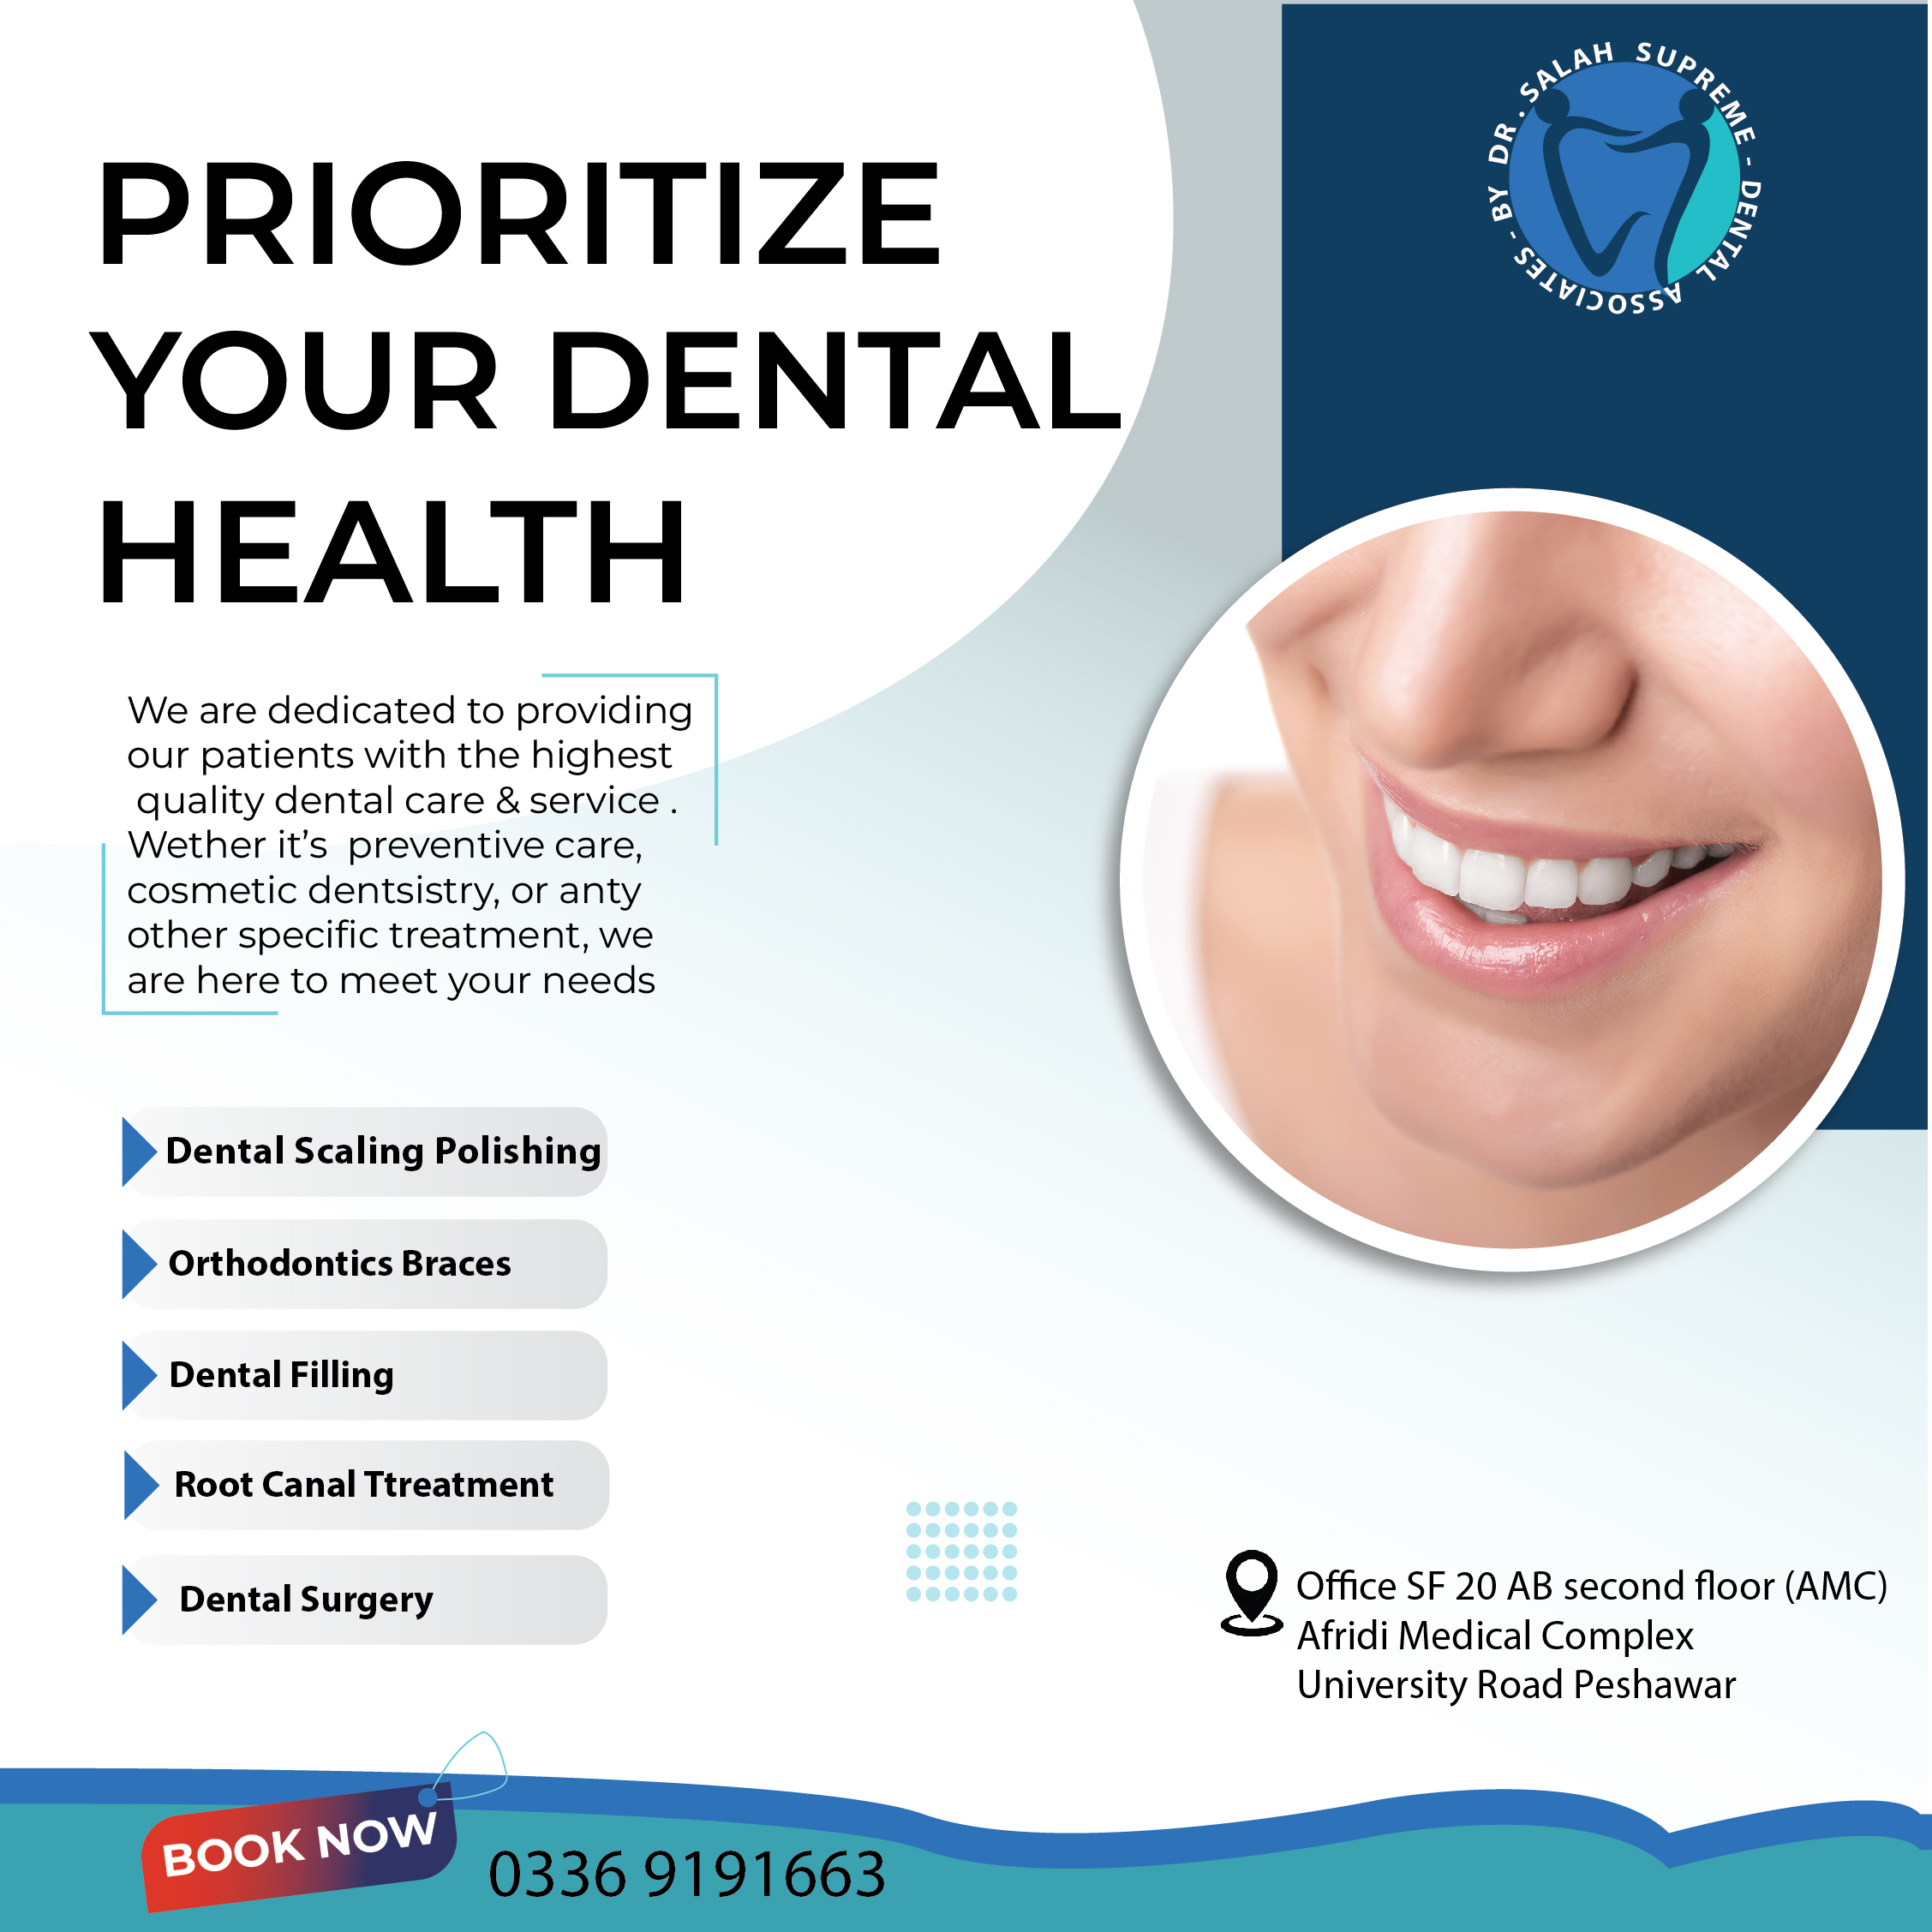 PRIORITIZE
YOUR DENTAL
HEALTH
BY DR. SALAH SUPREME - DENTAL ASSOCIATES -
We are dedicated to providing
our patients with the highest
quality dental care & service .
Wether it’s preventive care,
cosmetic dentsistry, or anty
other specific treatment, we
are here to meet your needs
Dental Scaling Polishing
Orthodontics Braces
Dental Filling
Root Canal Ttreatment
Dental Surgery
Office SF 20 AB second floor (AMC)
Afridi Medical Complex
University Road Peshawar
BOOK NOW
0336 9191663